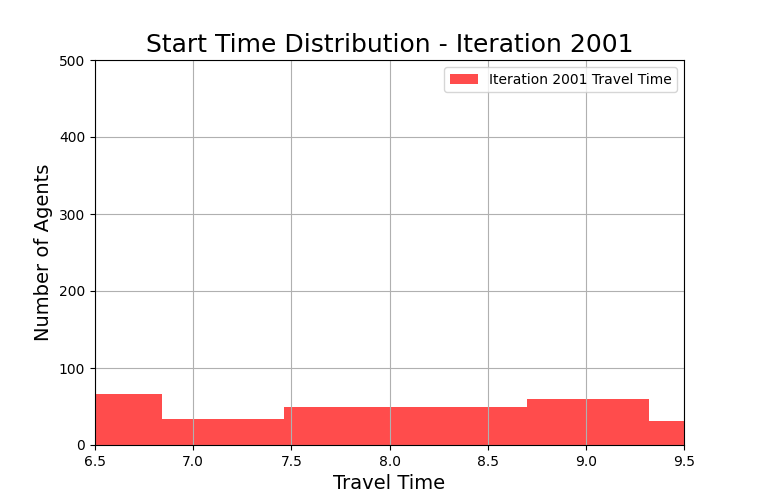 Start Time Distribution - Iteration 2001
Iteration 2001 Travel Time
Number of Agents
500
400
300
200
100
0
6.5 7.0 7.5 8.0 8.5 9.0 9.5
Travel Time